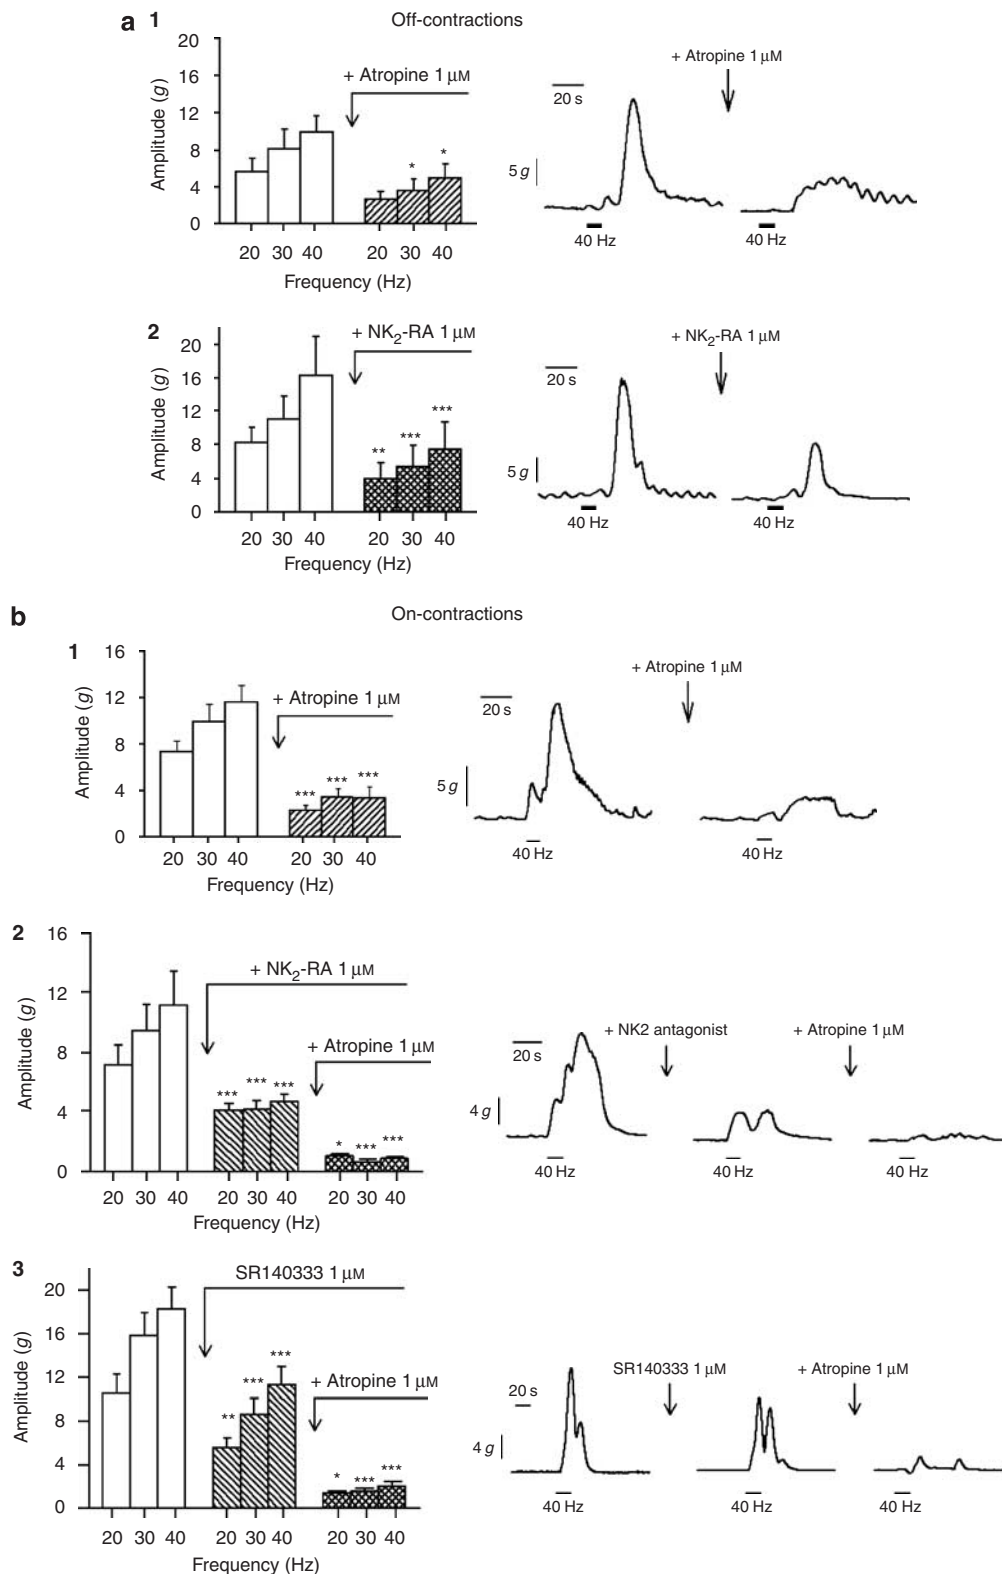 a 1 Off-contractions
20
16
12
8
4
0
Amplitude (g)
+ Atropine 1 μM
* *
20 30 40 20 30 40
Frequency (Hz)
+ Atropine 1 μM
20 s
5 g
40 Hz 40 Hz
2
20
16
12
8
4
0
Amplitude (g)
+ NK₂-RA 1 μM
** *** ***
20 30 40 20 30 40
Frequency (Hz)
+ NK₂-RA 1 μM
20 s
5 g
40 Hz 40 Hz
b On-contractions
1
16
12
8
4
0
Amplitude (g)
+ Atropine 1 μM
*** *** ***
20 30 40 20 30 40
Frequency (Hz)
+ Atropine 1 μM
20 s
5 g
40 Hz 40 Hz
2
16
12
8
4
0
Amplitude (g)
+ NK₂-RA 1 μM
+ Atropine 1 μM
*** *** *** * *** ***
20 30 40 20 30 40 20 30 40
Frequency (Hz)
+ NK2 antagonist + Atropine 1 μM
20 s
4 g
40 Hz 40 Hz 40 Hz
3
20
16
12
8
4
0
Amplitude (g)
SR140333 1 μM
+ Atropine 1 μM
** *** *** * *** ***
20 30 40 20 30 40 20 30 40
Frequency (Hz)
SR140333 1 μM + Atropine 1 μM
20 s
4 g
40 Hz 40 Hz 40 Hz